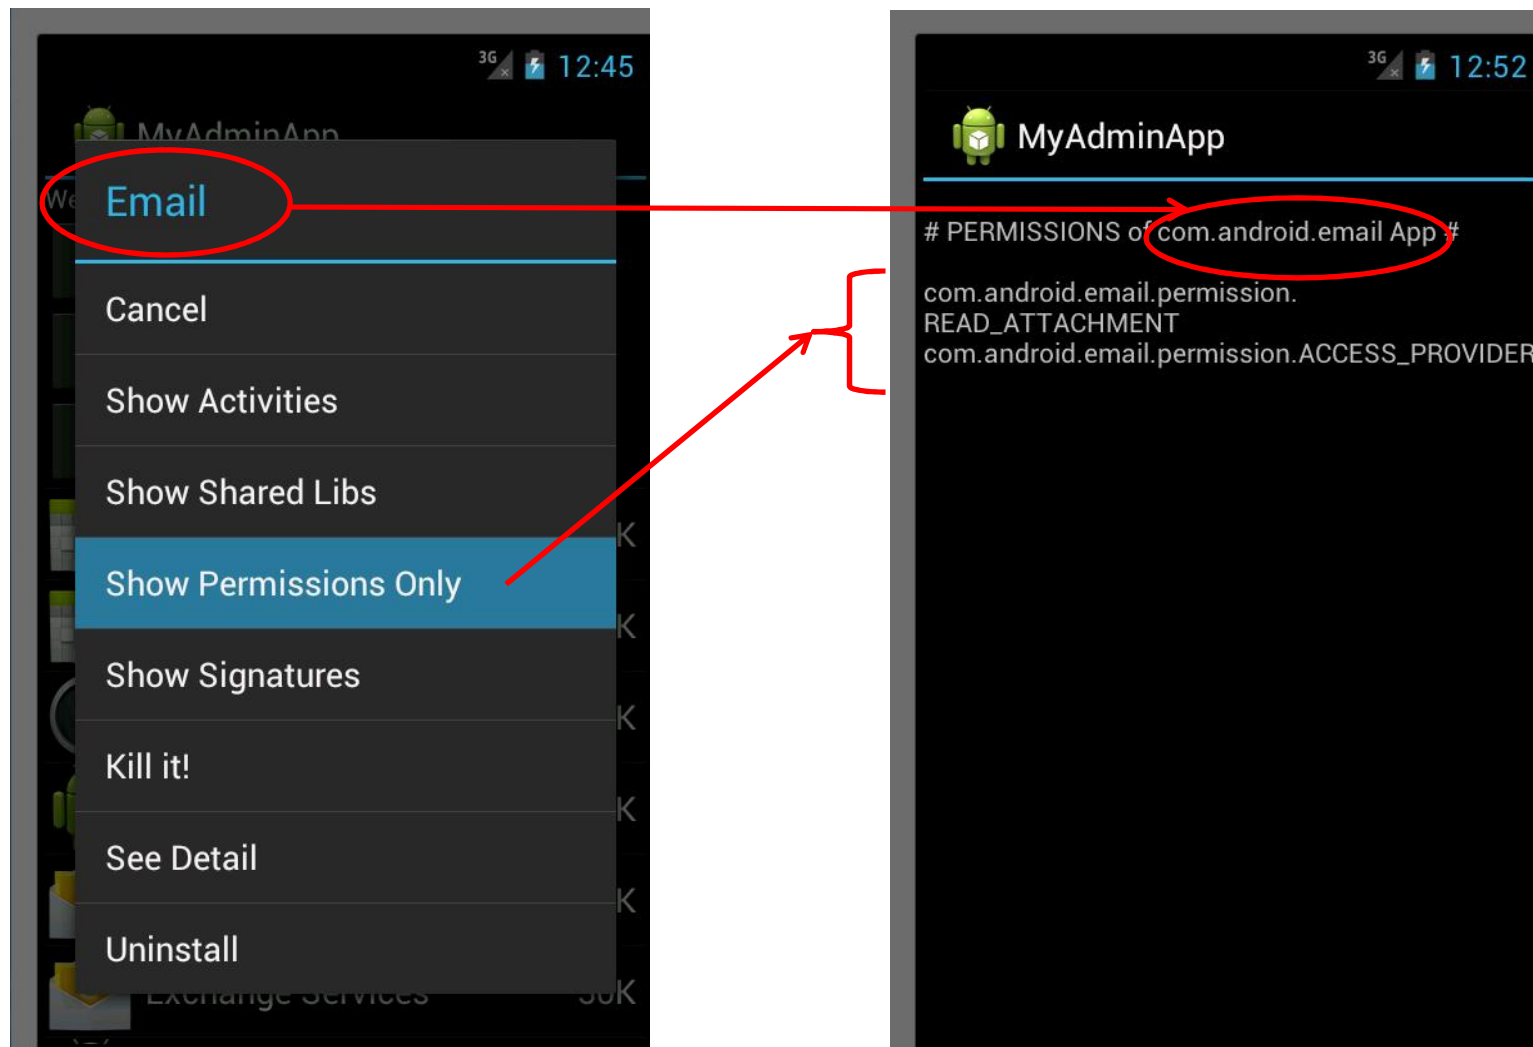 3G 12:45
MyAdminApp
We
Email
Cancel
Show Activities
Show Shared Libs
K
Show Permissions Only
K
Show Signatures
K
Kill it!
K
See Detail
K
Uninstall
Exchange Services 50K
3G 12:52
MyAdminApp
# PERMISSIONS of com.android.email App #
com.android.email.permission.
READ_ATTACHMENT
com.android.email.permission.ACCESS_PROVIDER